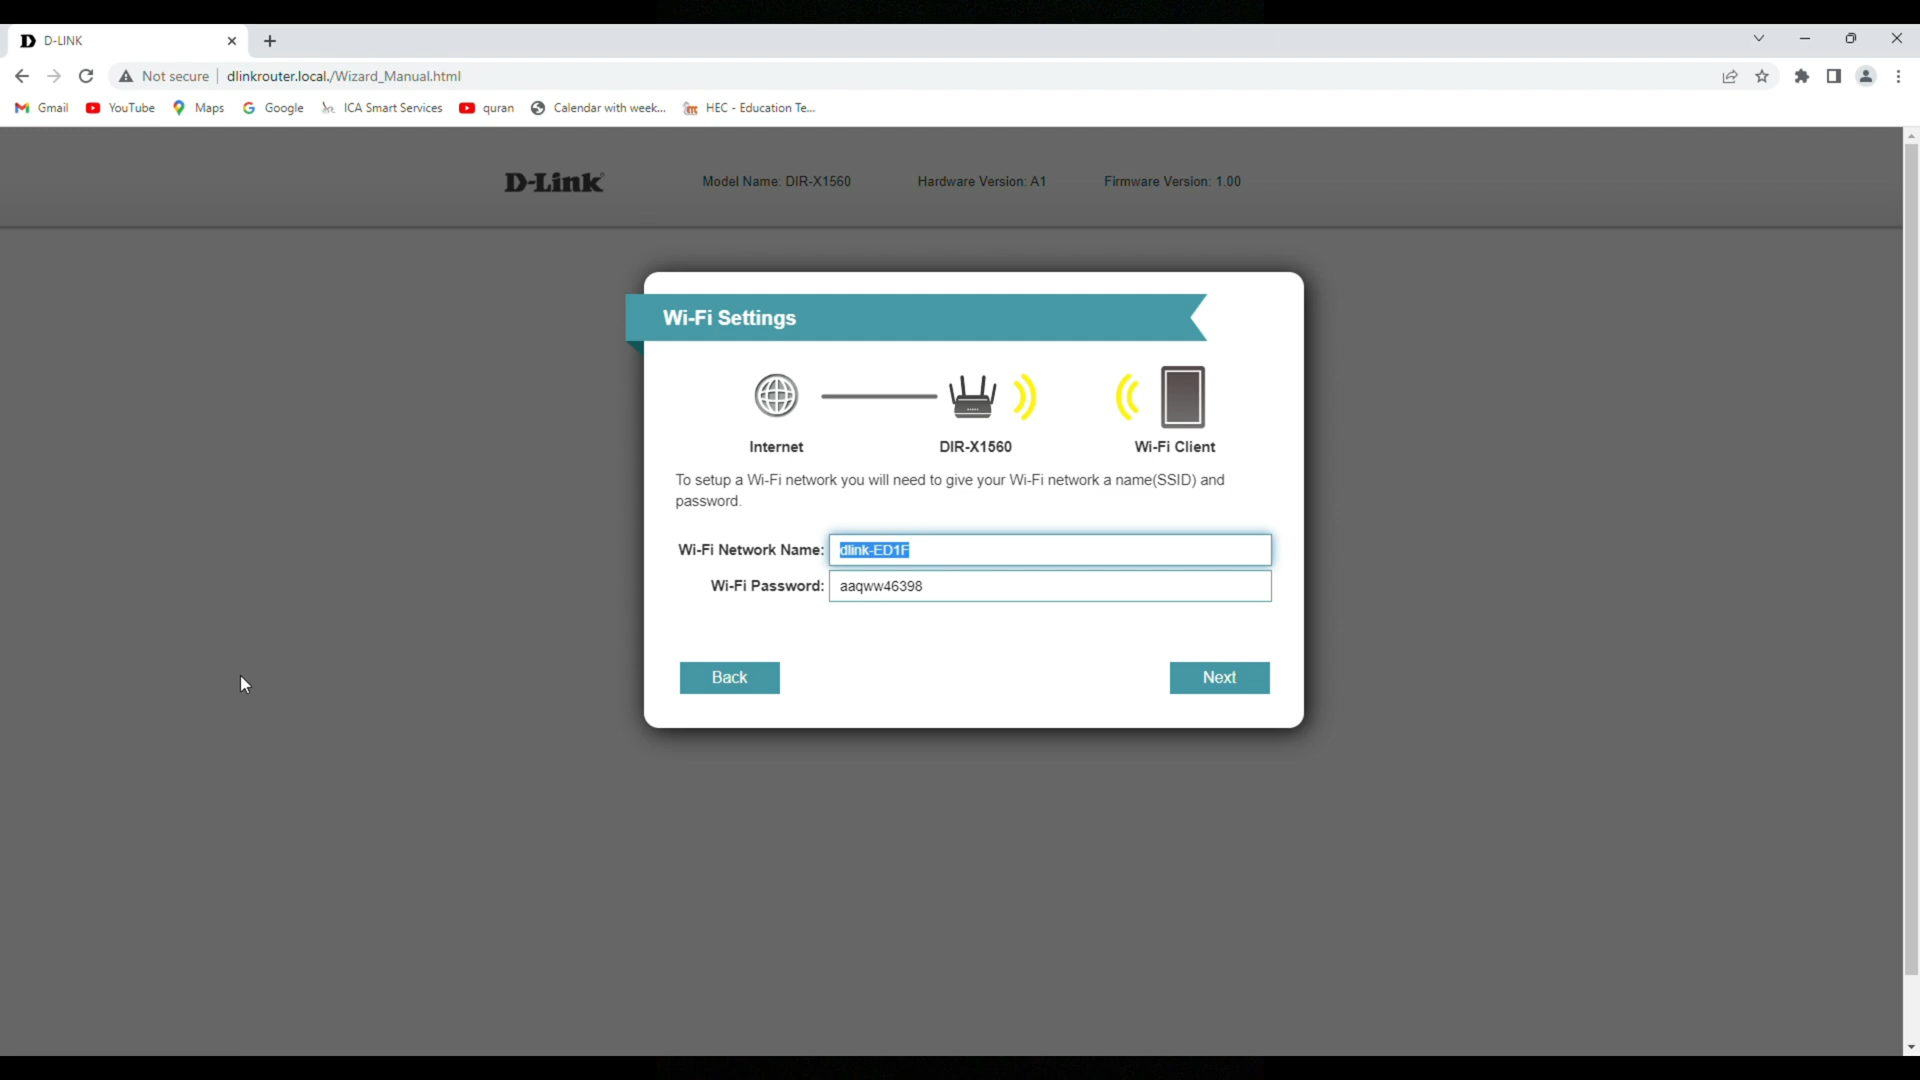 D-LINK
Not secure dlinkrouter.local./Wizard_Manual.html
Gmail YouTube Maps Google ICA Smart Services quran Calendar with week... HEC - Education Te...
D-Link Model Name: DIR-X1560 Hardware Version: A1 Firmware Version: 1.00
Wi-Fi Settings
Internet DIR-X1560 Wi-Fi Client
To setup a Wi-Fi network you will need to give your Wi-Fi network a name(SSID) and
password.
Wi-Fi Network Name: dlink-ED1F
Wi-Fi Password: aaqww46398
Back Next